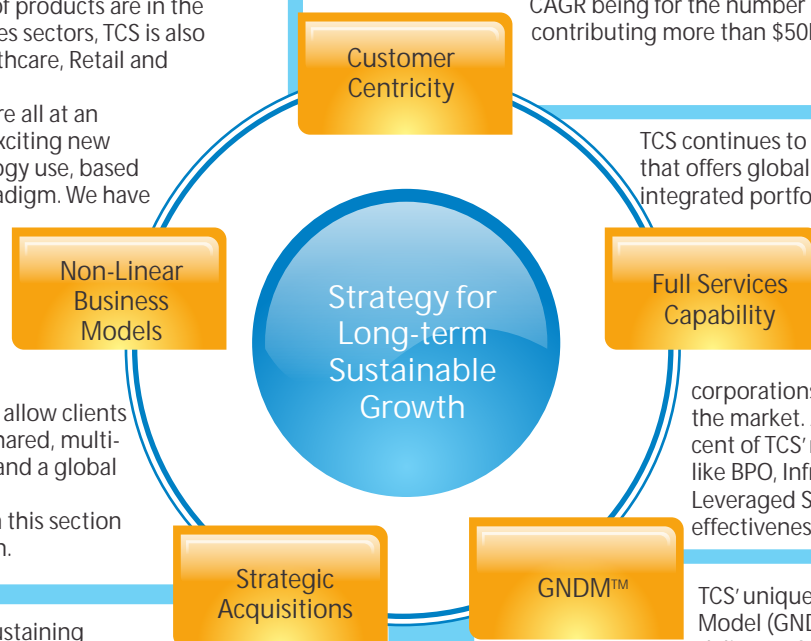 of products are in the
es sectors, TCS is also
thcare, Retail and
re all at an
xciting new
ogy use, based
adigm. We have
CAGR being for the number
contributing more than $50
Customer
Centricity
TCS continues to
that offers global
integrated portfo
Non-Linear
Business
Models
Strategy for
Long-term
Sustainable
Growth
Full Services
Capability
allow clients
hared, multi-
and a global
this section
n.
corporations
the market.
cent of TCS'
like BPO, Infr
Leveraged S
effectiveness
Strategic
Acquisitions
GNDM™
ustaining
TCS' unique
Model (GND